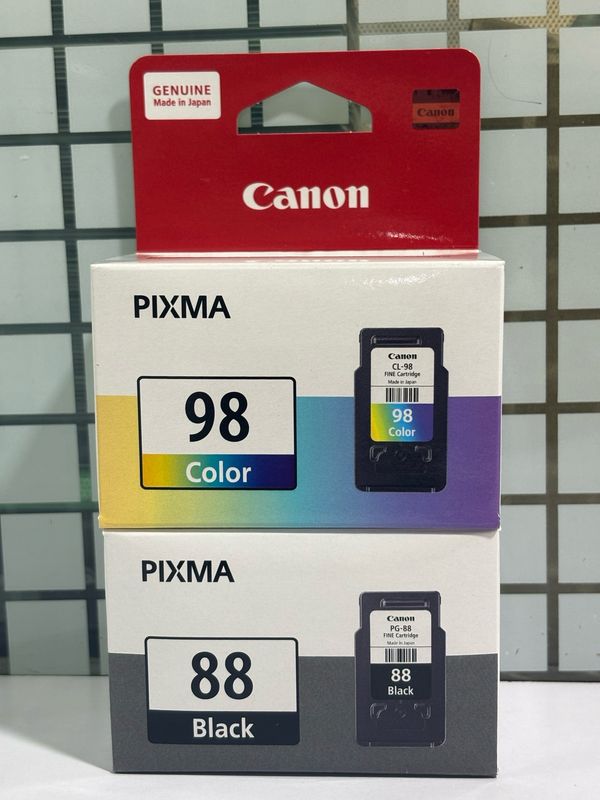 GENUINE
Made in Japan
Canon
Canon
PIXMA
Canon
CL-98
FINE Cartridge
Made in Japan
98
Color
98
Color
PIXMA
Canon
PG-88
FINE Cartridge
Made in Japan
88
Black
88
Black